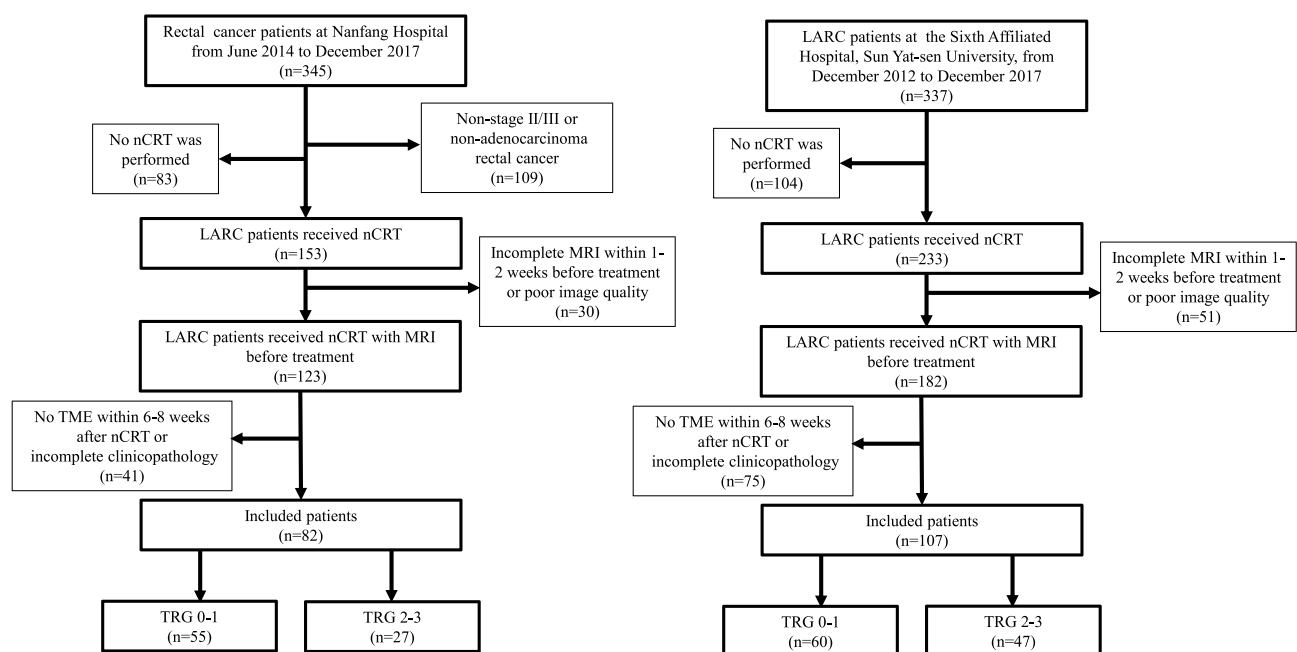 Rectal cancer patients at Nanfang Hospital
from June 2014 to December 2017
(n=345)
No nCRT was
performed
(n=83)
Non-stage II/III or
non-adenocarcinoma
rectal cancer
(n=109)
LARC patients received nCRT
(n=153)
Incomplete MRI within 1-
2 weeks before treatment
or poor image quality
(n=30)
LARC patients received nCRT with MRI
before treatment
(n=123)
No TME within 6-8 weeks
after nCRT or
incomplete clinicopathology
(n=41)
Included patients
(n=82)
TRG 0-1
(n=55)
TRG 2-3
(n=27)
LARC patients at the Sixth Affiliated
Hospital, Sun Yat-sen University, from
December 2012 to December 2017
(n=337)
No nCRT was
performed
(n=104)
LARC patients received nCRT
(n=233)
Incomplete MRI within 1-
2 weeks before treatment
or poor image quality
(n=51)
LARC patients received nCRT with MRI
before treatment
(n=182)
No TME within 6-8 weeks
after nCRT or
incomplete clinicopathology
(n=75)
Included patients
(n=107)
TRG 0-1
(n=60)
TRG 2-3
(n=47)